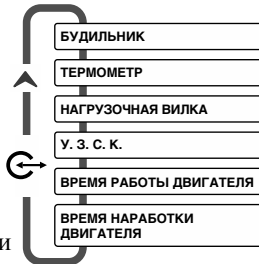 БУДИЛЬНИК
ТЕРМОМЕТР
НАГРУЗОЧНАЯ ВИЛКА
У. З. С. К.
ВРЕМЯ РАБОТЫ ДВИГАТЕЛЯ
ВРЕМЯ НАРАБОТКИ
ДВИГАТЕЛЯ
и